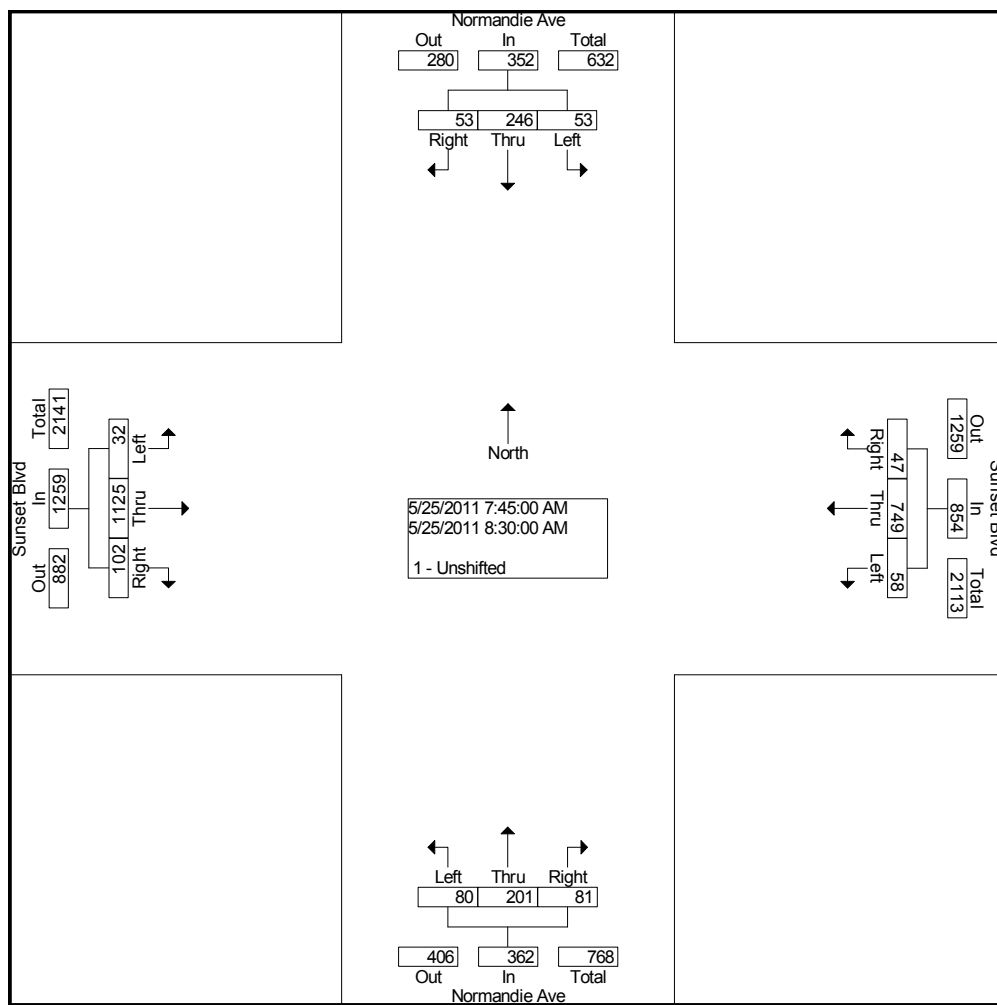 Normandie Ave
Out In Total
280 352 632
53 246 53
Right Thru Left
Sunset Blvd
Total In Out
2141 1259 882
32 1125 102
Left Thru Right
North
5/25/2011 7:45:00 AM
5/25/2011 8:30:00 AM
1 - Unshifted
Right Thru Left
47 749 58
1259 854 2113
Out In Total
Sunset Blvd
Left Thru Right
80 201 81
406 362 768
Out In Total
Normandie Ave